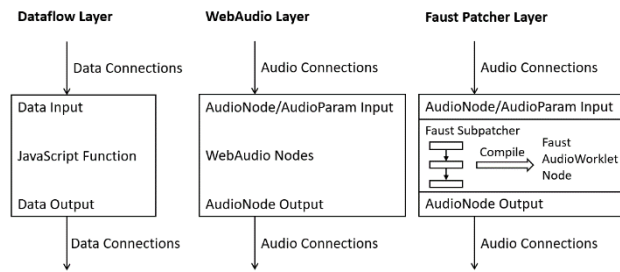 Dataflow Layer
Data Connections
Data Input
JavaScript Function
Data Output
Data Connections
WebAudio Layer
Audio Connections
AudioNode/AudioParam Input
WebAudio Nodes
AudioNode Output
Audio Connections
Faust Patcher Layer
Audio Connections
AudioNode/AudioParam Input
Faust Subpatcher
Compile
Faust
AudioWorklet
Node
AudioNode Output
Audio Connections